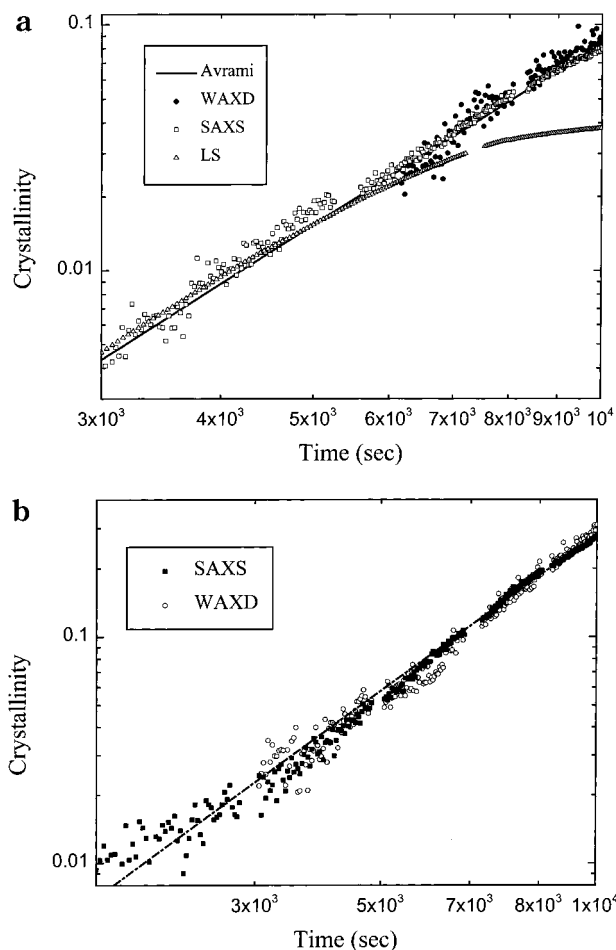 a
0.1
Avrami
WAXD
SAXS
LS
0.01
Crystallinity
3x10³ 4x10³ 5x10³ 6x10³ 7x10³ 8x10³ 9x10³ 10⁴
Time (sec)
b
SAXS
WAXD
0.1
0.01
Crystallinity
3x10³ 5x10³ 7x10³ 8x10³ 1x10⁴
Time (sec)